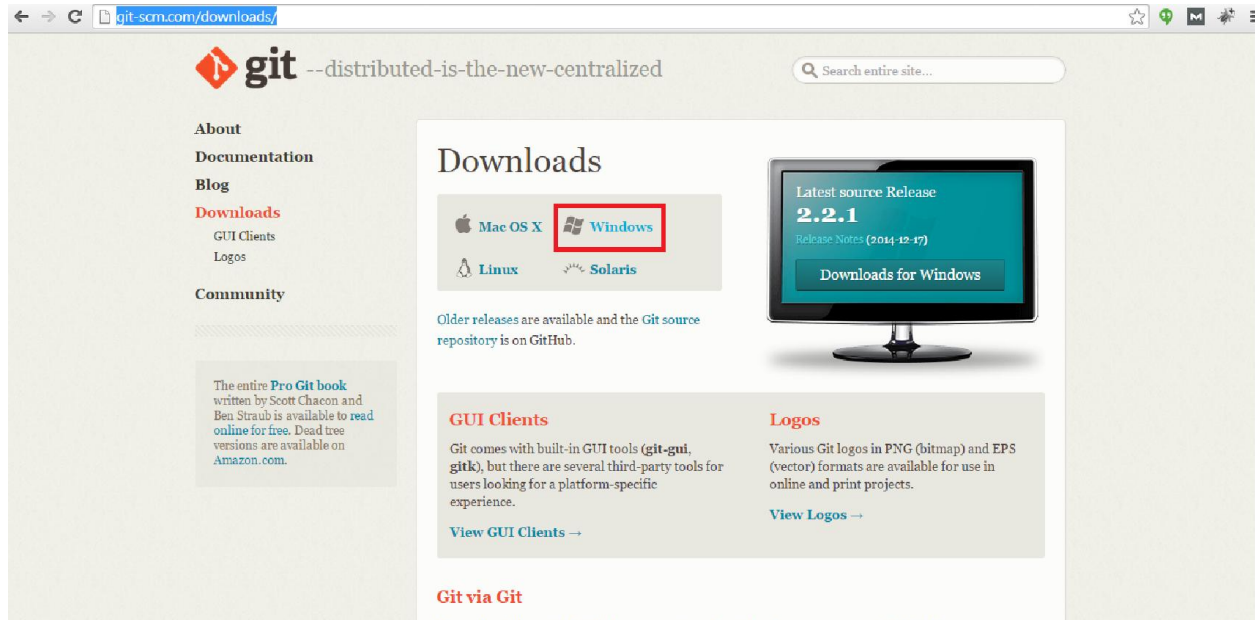 git-scm.com/downloads/
git --distributed-is-the-new-centralized
Search entire site...
About
Documentation
Blog
Downloads
GUI Clients
Logos
Community
The entire Pro Git book
written by Scott Chacon and
Ben Straub is available to read
online for free. Dead tree
versions are available on
Amazon.com.
Downloads
Mac OS X
Windows
Linux
Solaris
Older releases are available and the Git source
repository is on GitHub.
Latest source Release
2.2.1
Release Notes (2014-12-17)
Downloads for Windows
GUI Clients
Git comes with built-in GUI tools (git-gui,
gitk), but there are several third-party tools for
users looking for a platform-specific
experience.
View GUI Clients →
Logos
Various Git logos in PNG (bitmap) and EPS
(vector) formats are available for use in
online and print projects.
View Logos →
Git via Git